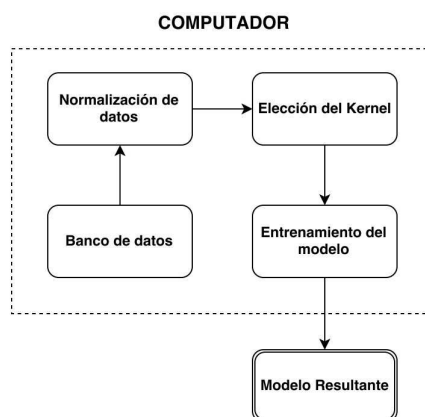 COMPUTADOR
Normalización de
datos
Elección del Kernel
Banco de datos
Entrenamiento del
modelo
Modelo Resultante